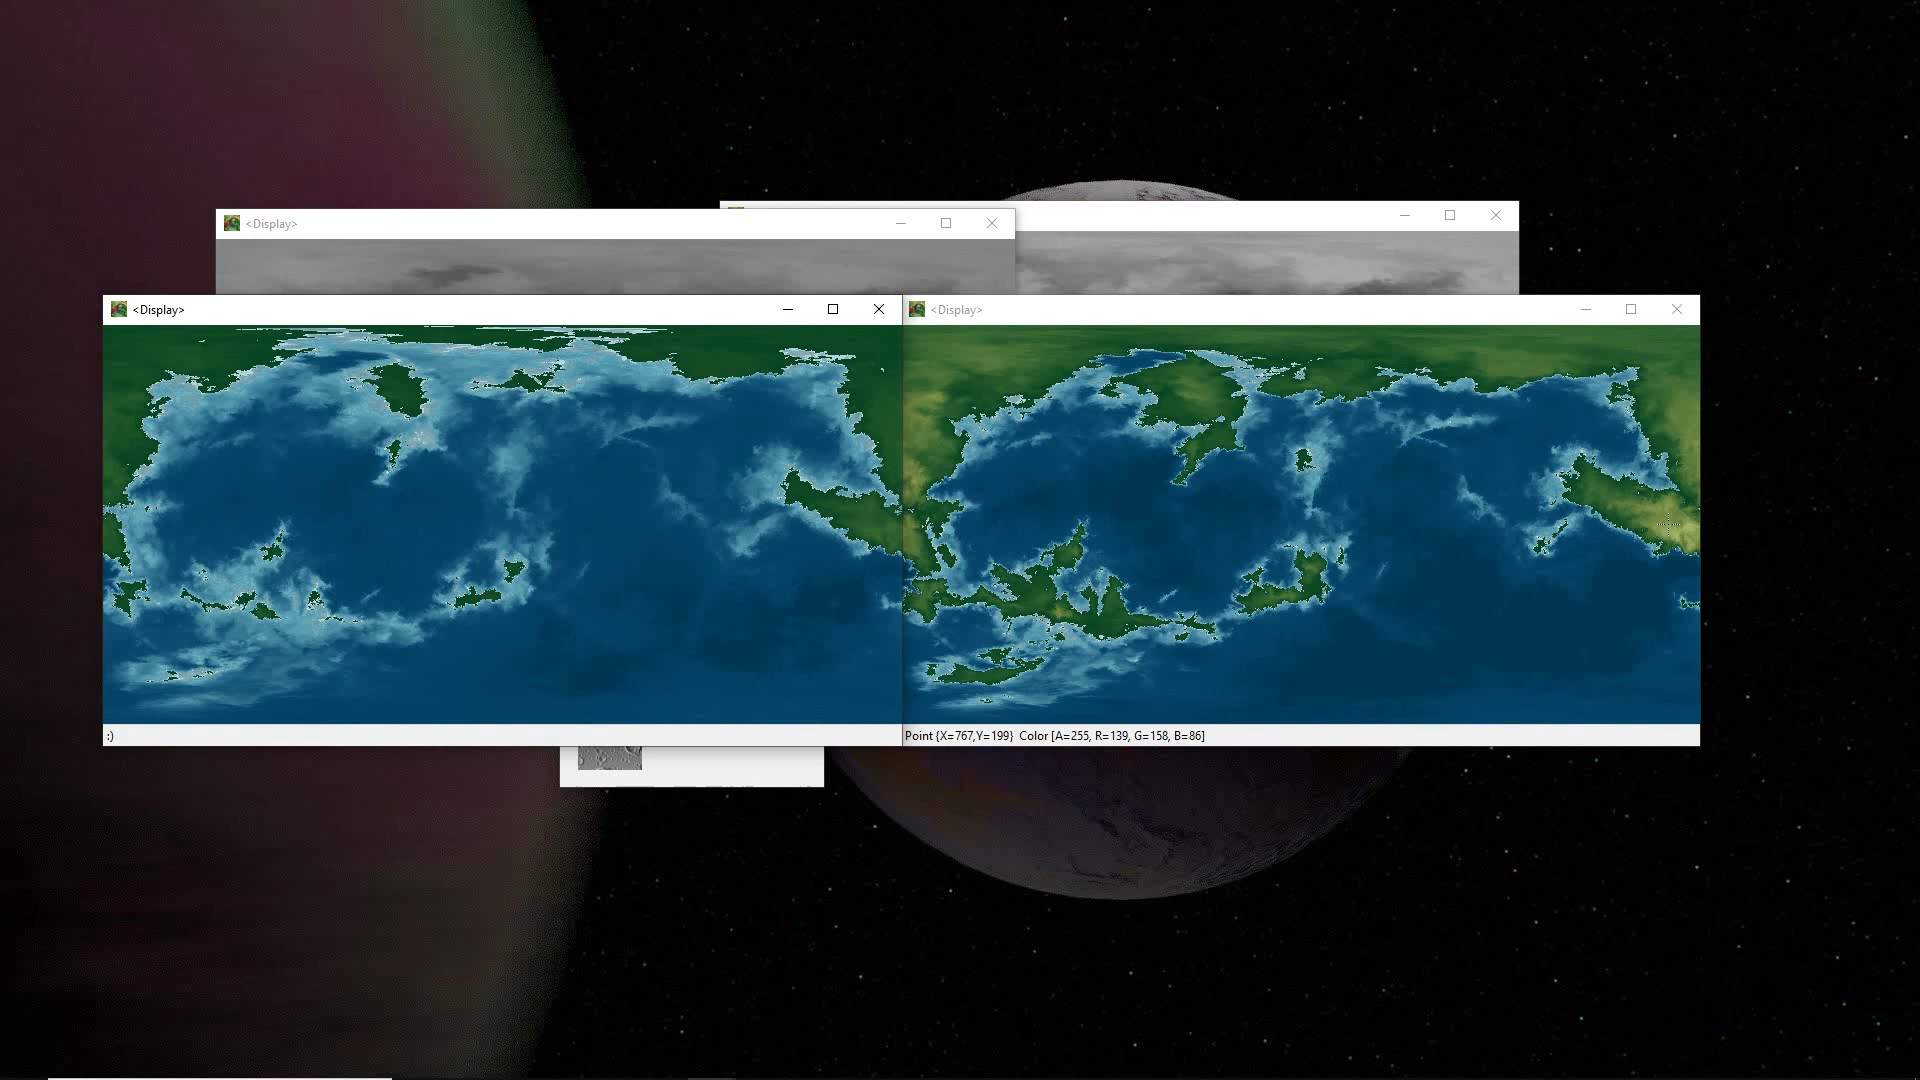 <Display>
<Display>
<Display>
:)
Point {X=767,Y=199} Color [A=255, R=139, G=158, B=86]